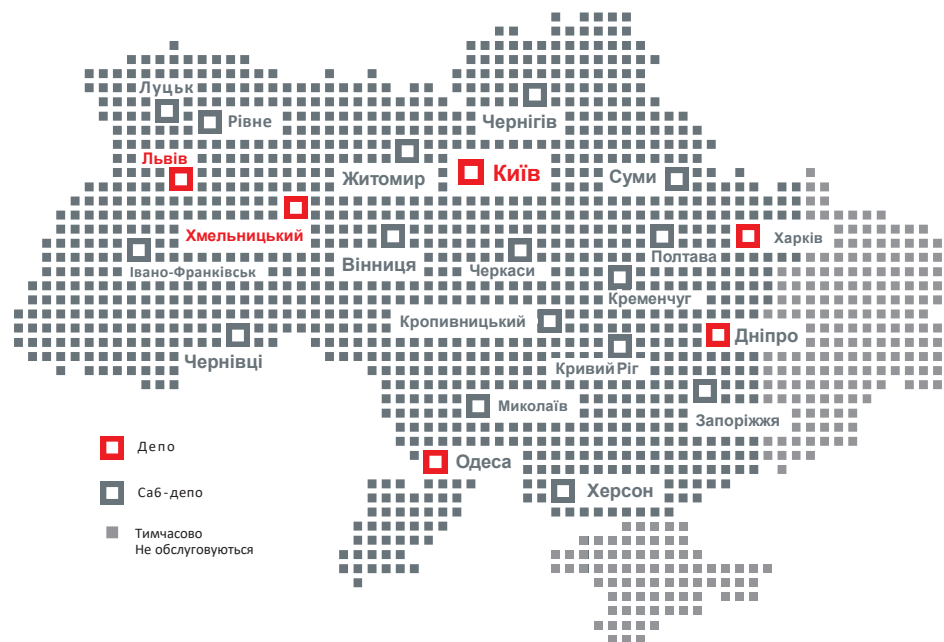 Луцьк
Рівне
Чернігів
Львів
Житомир
Київ
Суми
Хмельницький
Харків
Івано-Франківськ
Вінниця
Черкаси
Полтава
Кременчуг
Кропивницький
Дніпро
Чернівці
Кривий Ріг
Миколаїв
Запоріжжя
Депо
Одеса
Саб-депо
Херсон
Тимчасово
Не обслуговуються